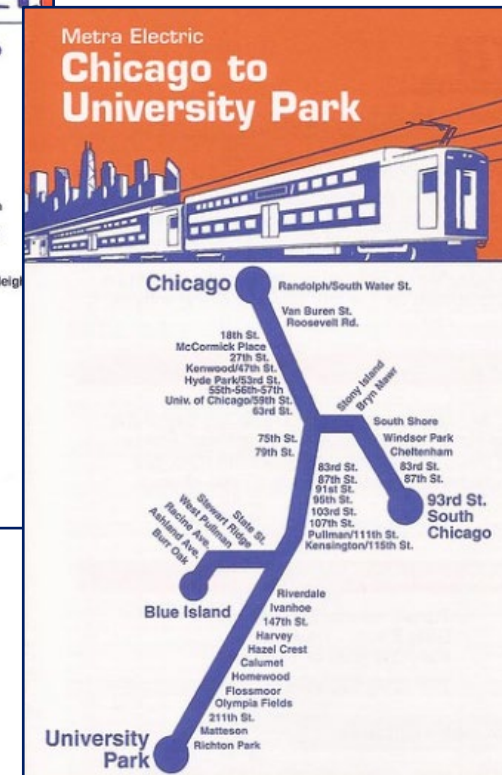 Metra Electric
Chicago to
University Park
Chicago
Randolph/South Water St.
Van Buren St.
Roosevelt Rd.
18th St.
McCormick Place
27th St.
Kenwood/47th St.
Hyde Park/53rd St.
55th-56th-57th
Univ. of Chicago/59th St.
63rd St.
Stony Island
Bryn Mawr
South Shore
Windsor Park
Cheltenham
83rd St.
87th St.
93rd St.
South
Chicago
75th St.
79th St.
83rd St.
87th St.
91st St.
95th St.
103rd St.
107th St.
Pullman/111th St.
Kensington/115th St.
State St.
Stewart Ridge
West Pullman
Racine Ave.
Ashland Ave.
Burr Oak
Blue Island
Riverdale
Ivanhoe
147th St.
Harvey
Hazel Crest
Calumet
Homewood
Flossmoor
Olympia Fields
211th St.
Matteson
Richton Park
University
Park